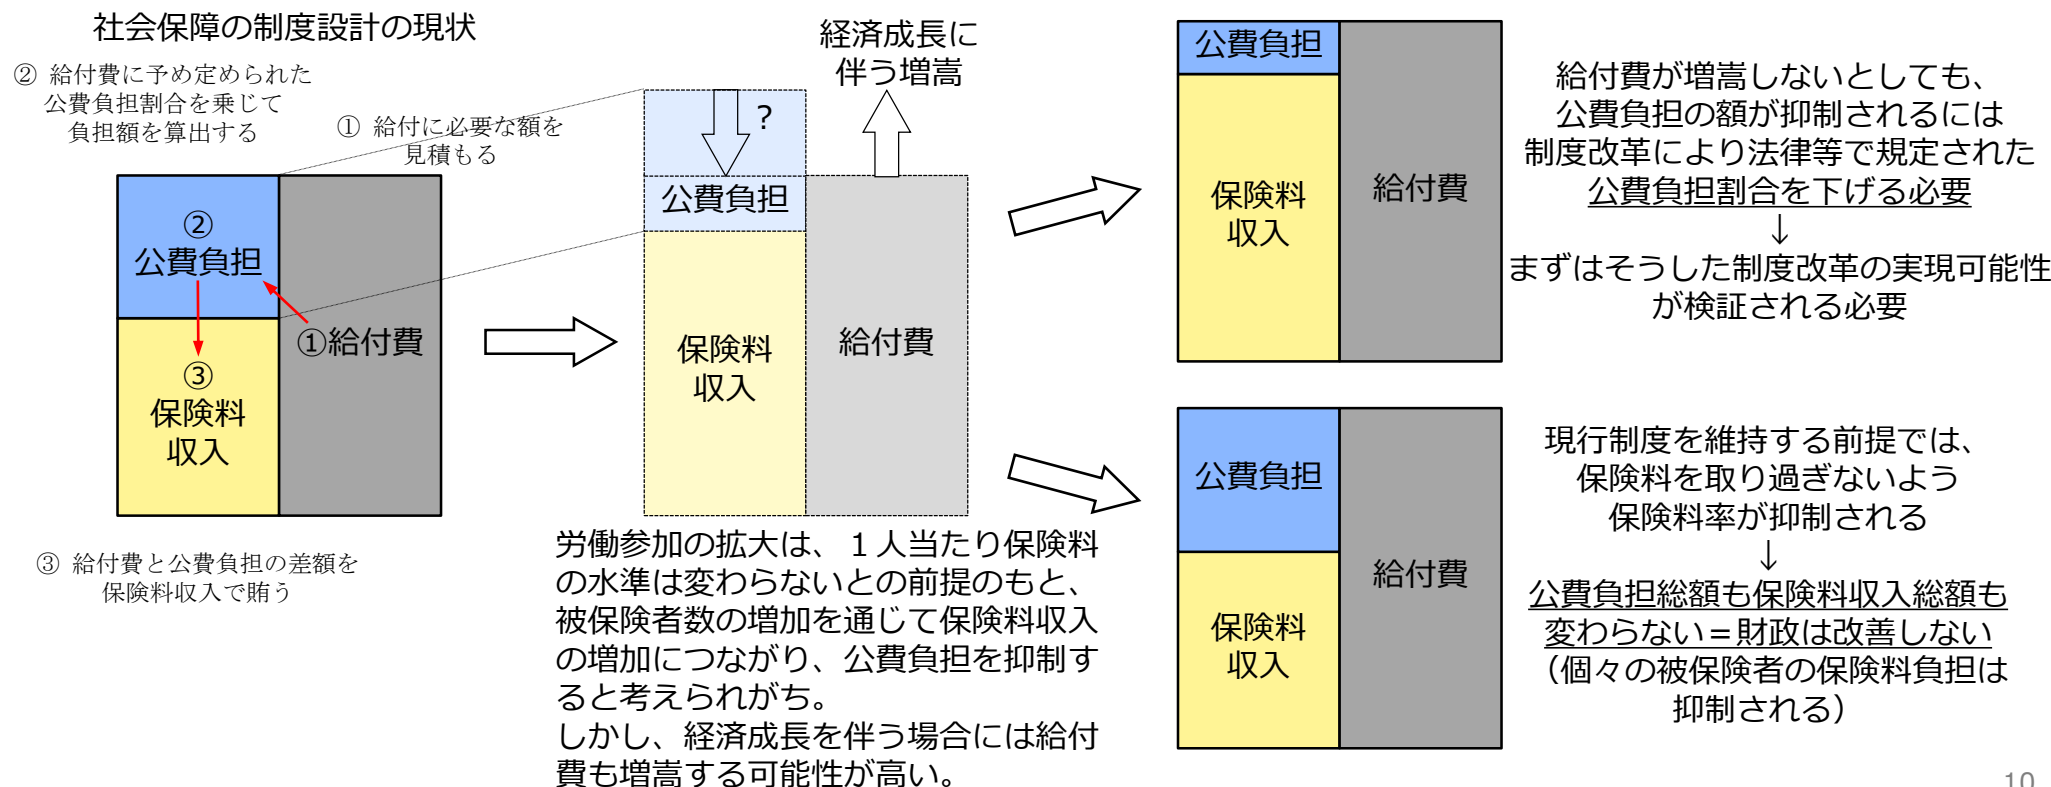 社会保障の制度設計の現状
② 給付費に予め定められた
公費負担割合を乗じて
負担額を算出する
① 給付に必要な額を
見積もる
②
公費負担
①給付費
③
保険料
収入
③ 給付費と公費負担の差額を
保険料収入で賄う
経済成長に
伴う増嵩
?
公費負担
保険料
収入
給付費
労働参加の拡大は、１人当たり保険料
の水準は変わらないとの前提のもと、
被保険者数の増加を通じて保険料収入
の増加につながり、公費負担を抑制す
ると考えられがち。
しかし、経済成長を伴う場合には給付
費も増嵩する可能性が高い。
公費負担
保険料
収入
給付費
給付費が増嵩しないとしても、
公費負担の額が抑制されるには
制度改革により法律等で規定された
公費負担割合を下げる必要
↓
まずはそうした制度改革の実現可能性
が検証される必要
公費負担
保険料
収入
給付費
現行制度を維持する前提では、
保険料を取り過ぎないよう
保険料率が抑制される
↓
公費負担総額も保険料収入総額も
変わらない＝財政は改善しない
（個々の被保険者の保険料負担は
抑制される）
10